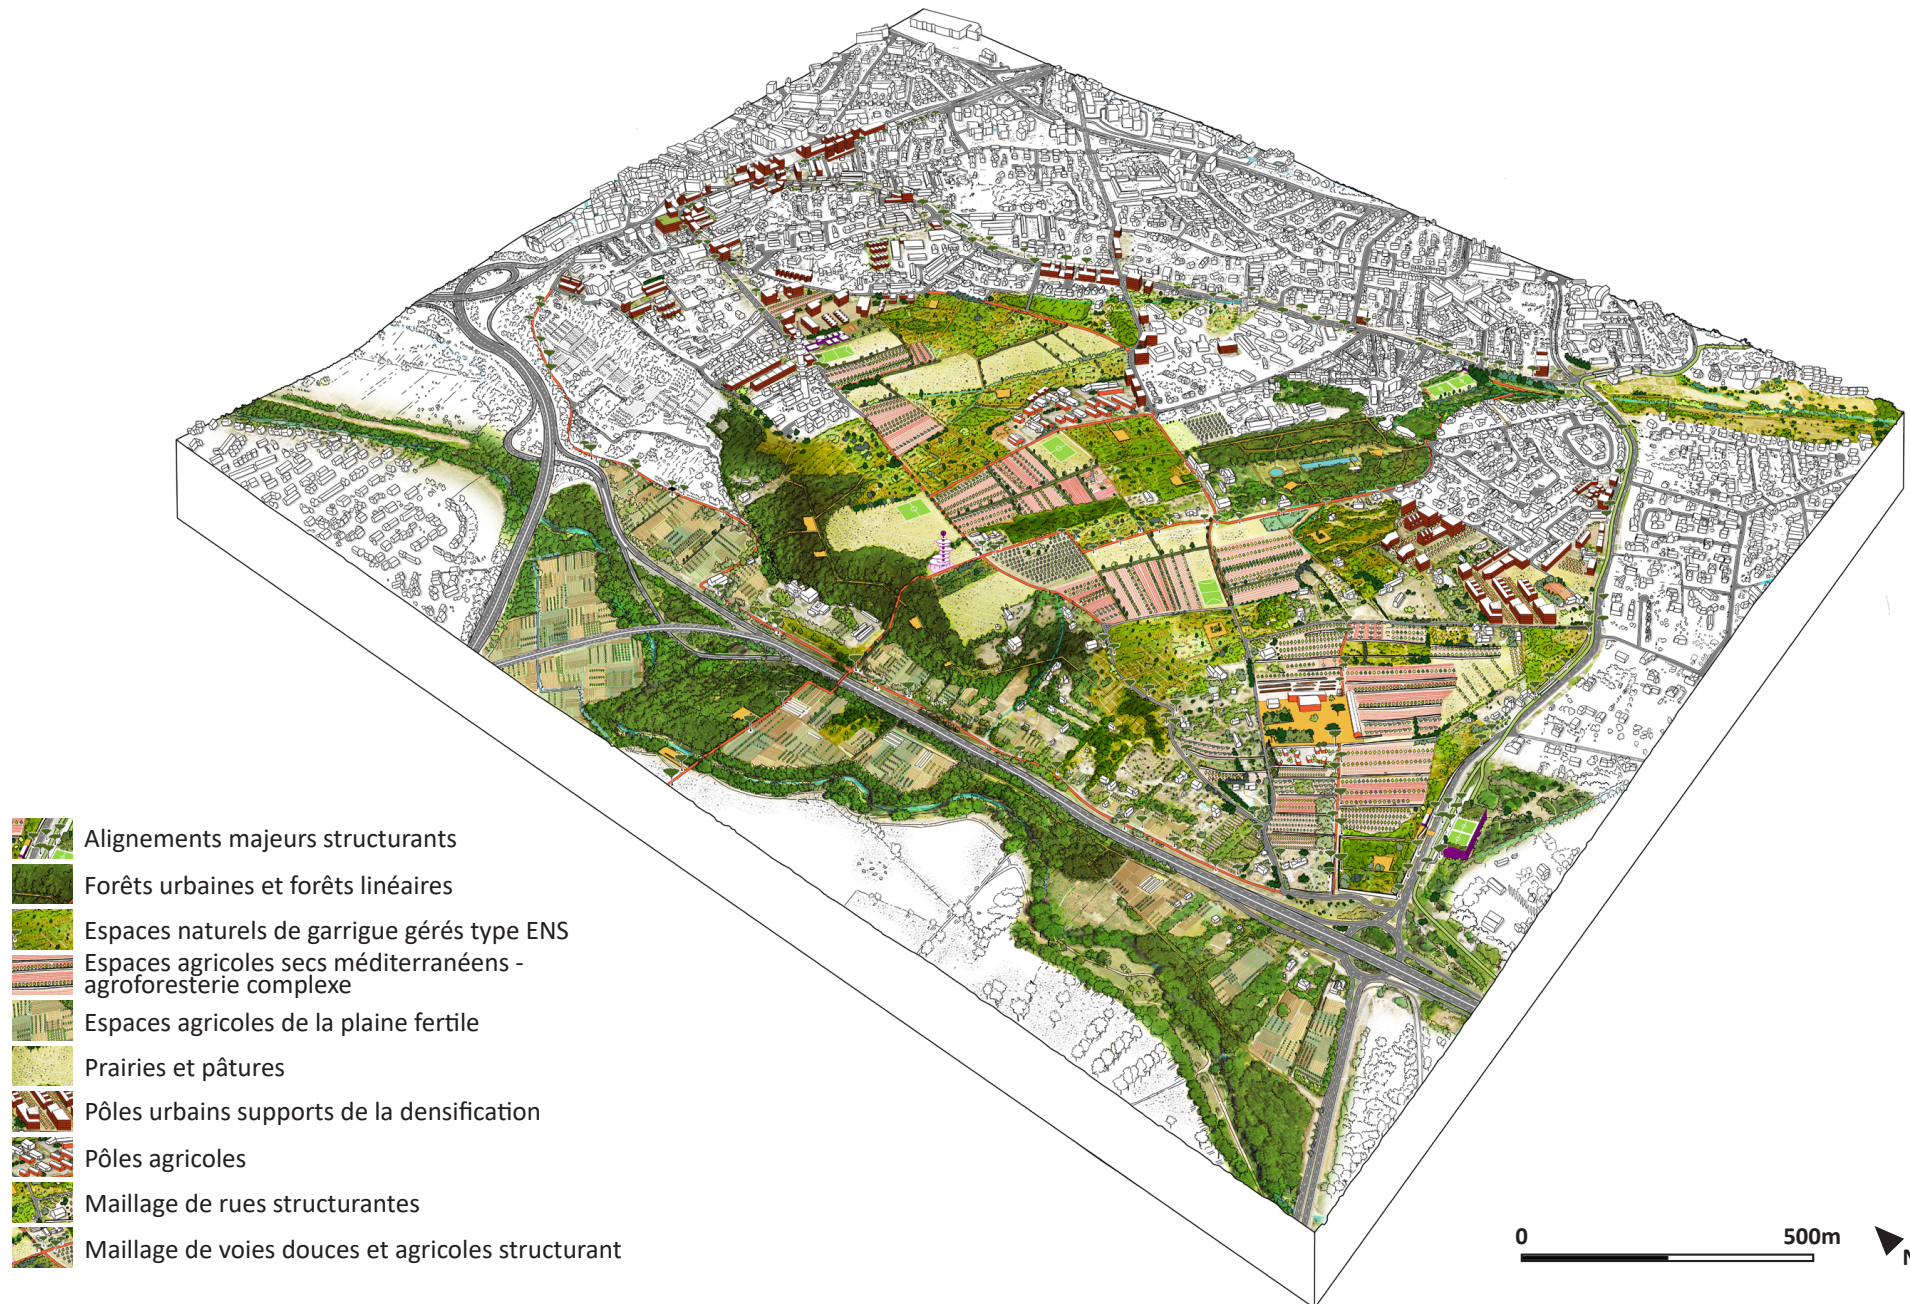 Alignements majeurs structurants
Forêts urbaines et forêts linéaires
Espaces naturels de garrigue gérés type ENS
Espaces agricoles secs méditerranéens -
agroforesterie complexe
Espaces agricoles de la plaine fertile
Prairies et pâtures
Pôles urbains supports de la densification
Pôles agricoles
Maillage de rues structurantes
Maillage de voies douces et agricoles structurant
0 500m
N